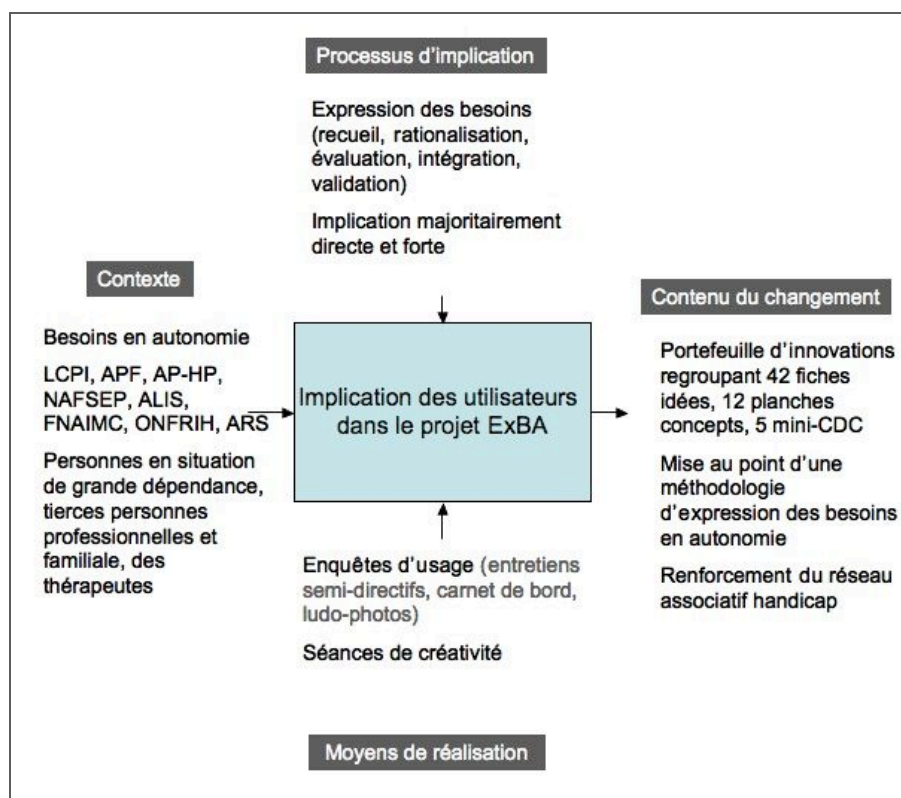 Processus d'implication
Expression des besoins
(recueil, rationalisation,
évaluation, intégration,
validation)
Implication majoritairement
directe et forte
Contexte
Besoins en autonomie
LCPI, APF, AP-HP,
NAFSEP, ALIS,
FNAIMC, ONFRIH, ARS
Personnes en situation
de grande dépendance,
tierces personnes
professionnelles et
familiale, des
thérapeutes
Implication des utilisateurs
dans le projet ExBA
Contenu du changement
Portefeuille d'innovations
regroupant 42 fiches
idées, 12 planches
concepts, 5 mini-CDC
Mise au point d'une
méthodologie
d'expression des besoins
en autonomie
Renforcement du réseau
associatif handicap
Enquêtes d'usage (entretiens
semi-directifs, carnet de bord,
ludo-photos)
Séances de créativité
Moyens de réalisation